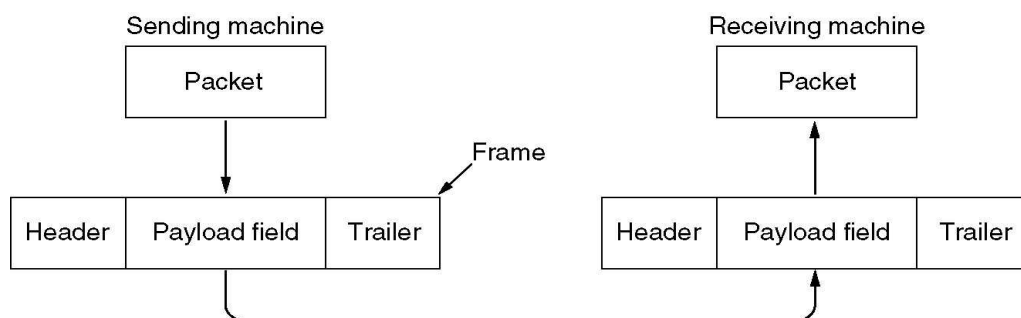 Sending machine
Receiving machine
Packet
Packet
Frame
Header
Payload field
Trailer
Header
Payload field
Trailer